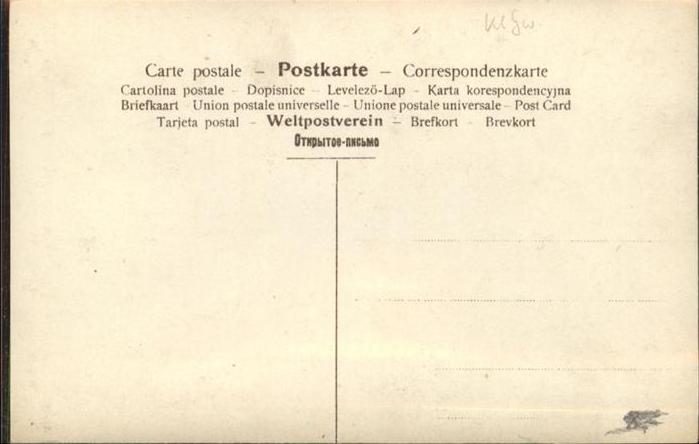 Carte postale – Postkarte – Correspondenzkarte
Cartolina postale – Dopisnice – Levelező-Lap – Karta korespondencyjna
Briefkaart – Union postale universelle – Unione postale universale – Post Card
Tarjeta postal – Weltpostverein – Brefkort – Brevkort
Открытое-письмо